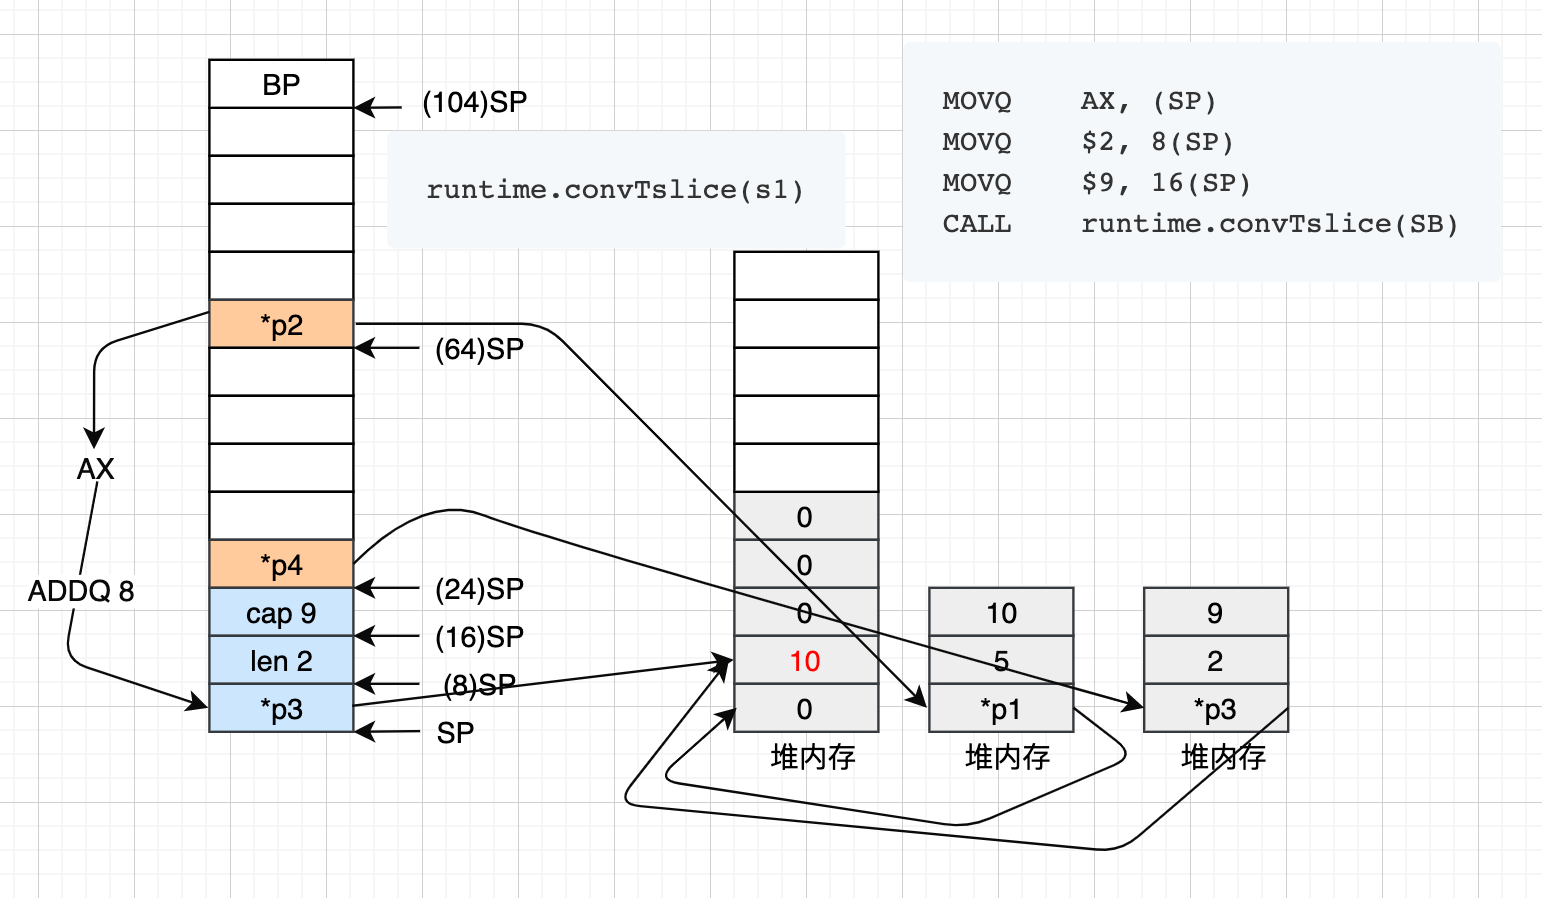 BP
(104)SP
runtime.convTslice(s1)
MOVQ AX, (SP)
MOVQ $2, 8(SP)
MOVQ $9, 16(SP)
CALL runtime.convTslice(SB)
*p2
(64)SP
AX
ADDQ 8
*p4
(24)SP
cap 9
(16)SP
len 2
(8)SP
*p3
SP
0
0
0
10
0
堆内存
10
5
*p1
堆内存
9
2
*p3
堆内存